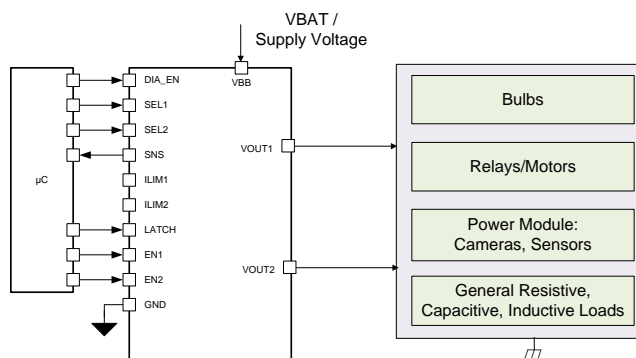 VBAT /
Supply Voltage
DIA_EN
VBB
SEL1
SEL2
SNS
VOUT1
µC
ILIM1
ILIM2
LATCH
EN1
VOUT2
EN2
GND
Bulbs
Relays/Motors
Power Module:
Cameras, Sensors
General Resistive,
Capacitive, Inductive Loads